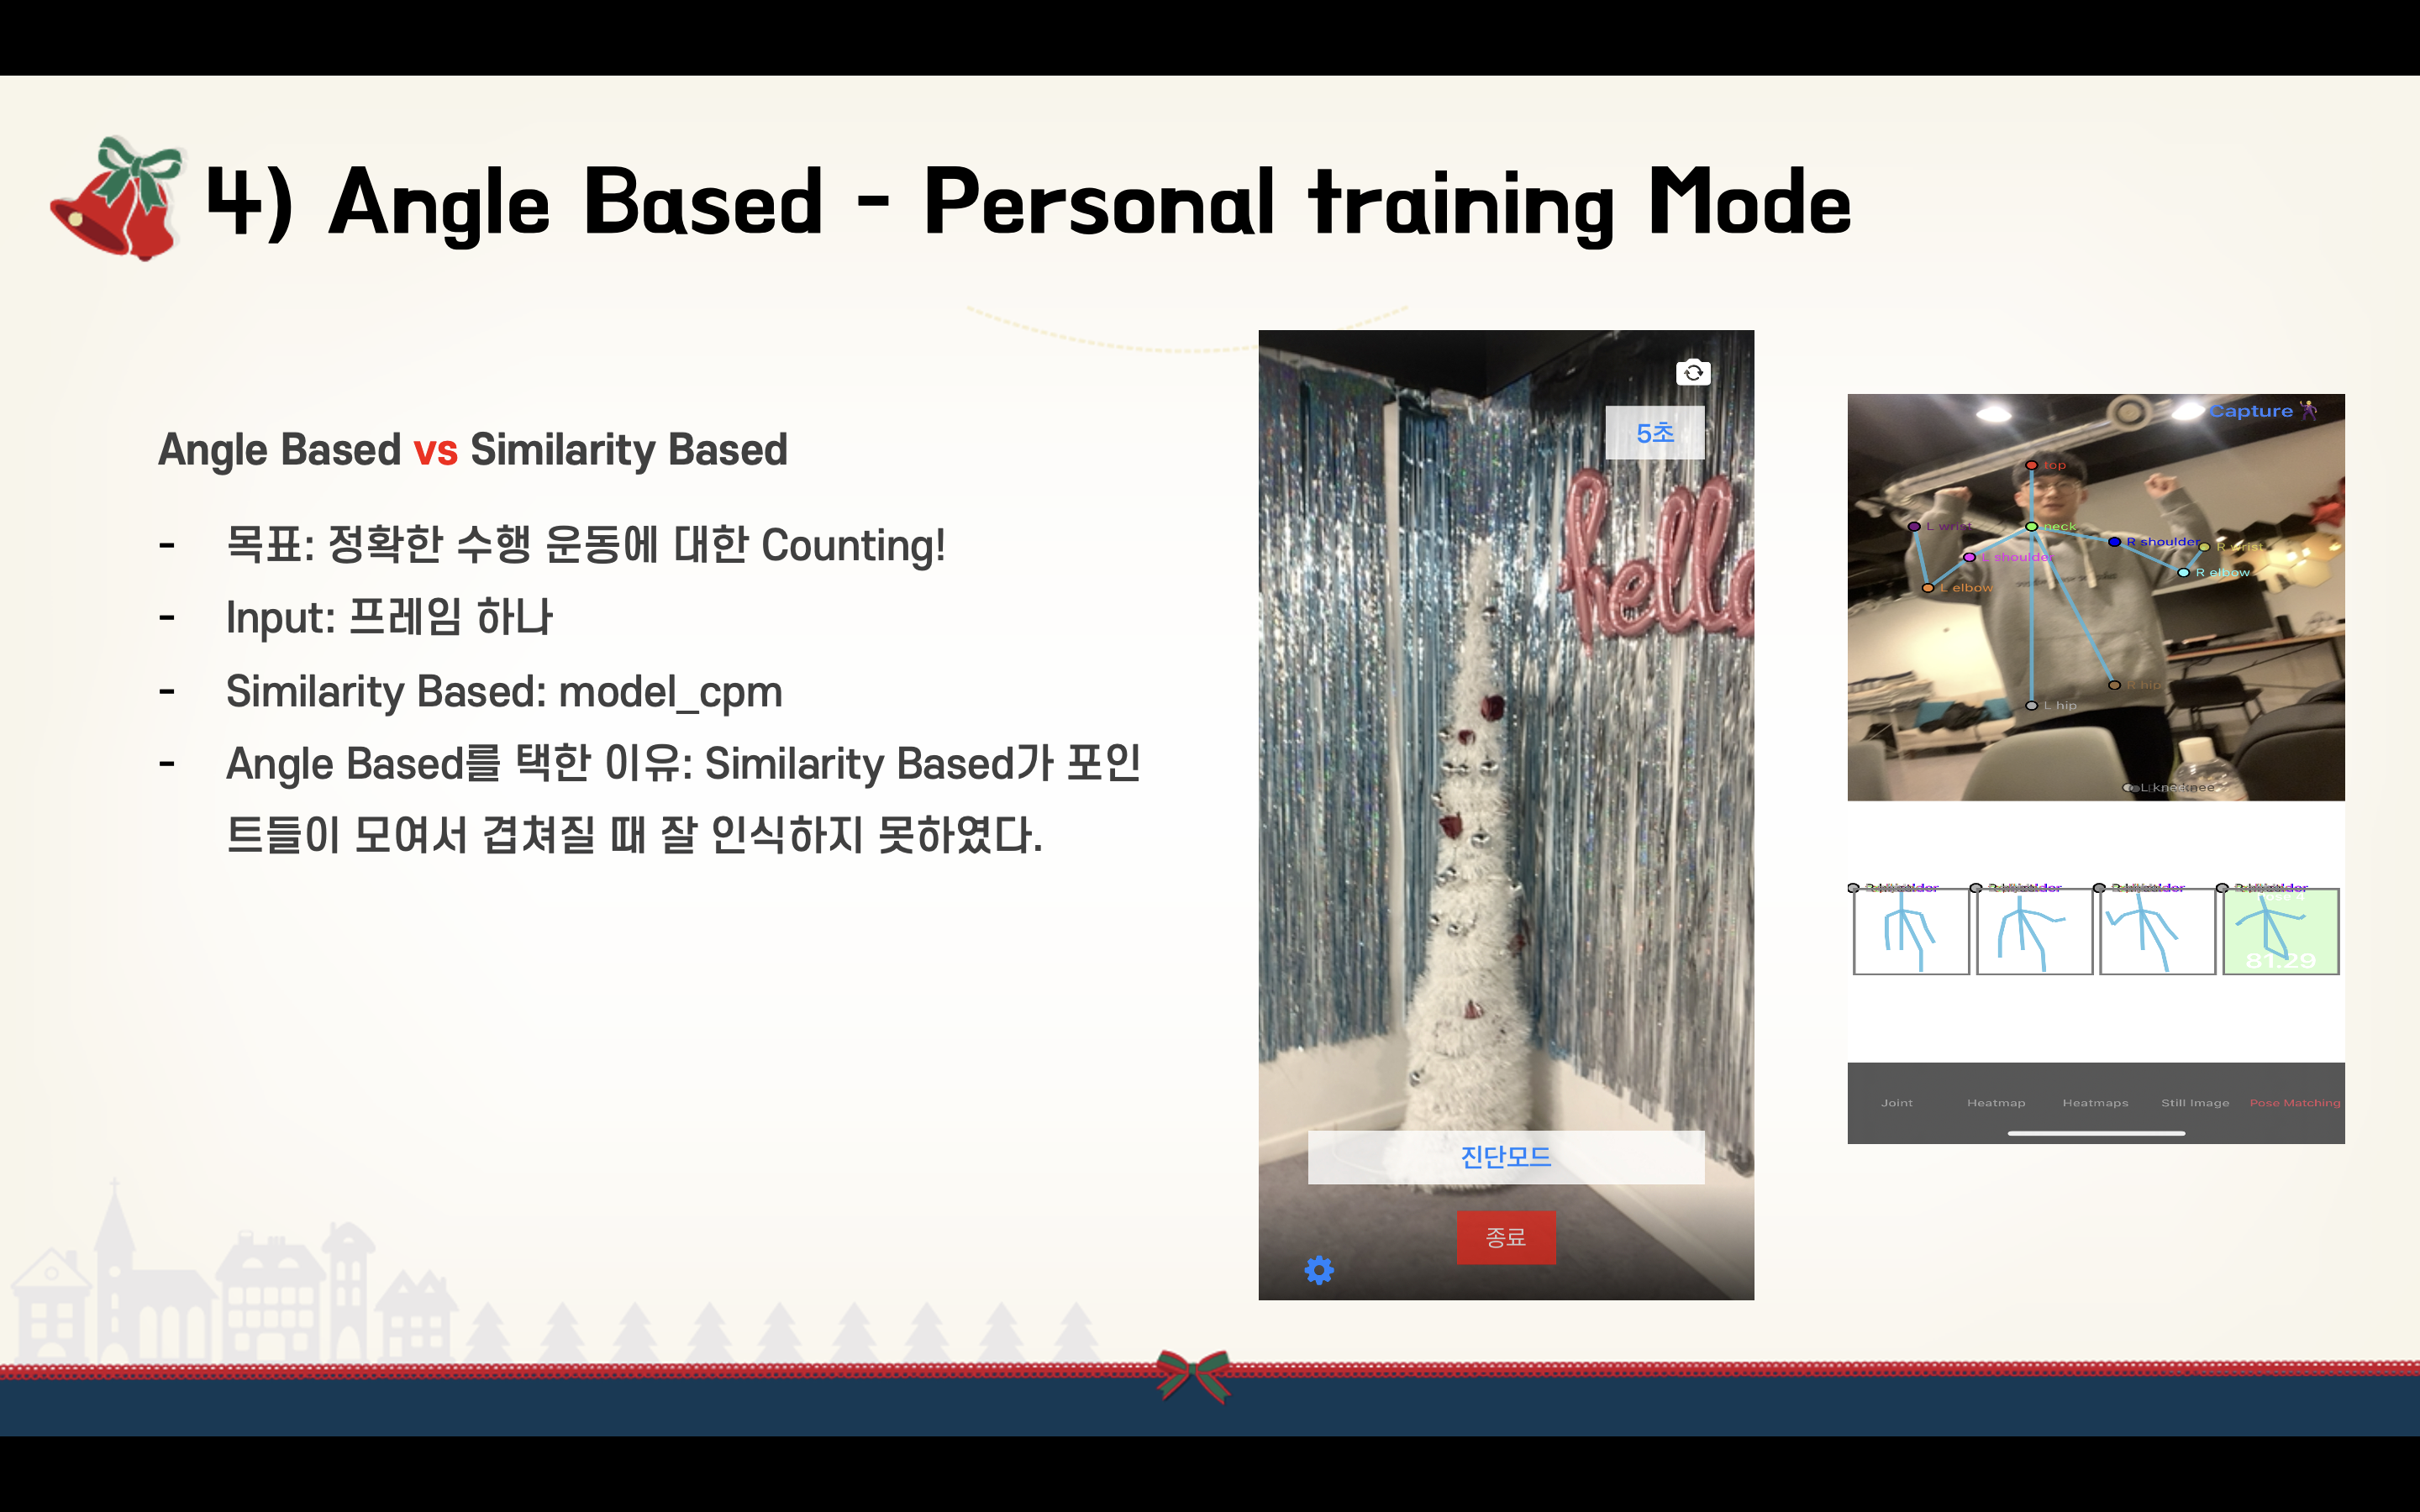 4) Angle Based - Personal training Mode
Angle Based vs Similarity Based
- 목표: 정확한 수행 운동에 대한 Counting!
- Input: 프레임 하나
- Similarity Based: model_cpm
- Angle Based를 택한 이유: Similarity Based가 포인
트들이 모여서 겹쳐질 때 잘 인식하지 못하였다.
5초
hello
진단모드
종료
Capture
top
L wrist
neck
R shoulder
R wrist
L shoulder
R elbow
L elbow
R hip
L hip
L knee
81.29
Joint Heatmap Heatmaps Still Image Pose Matching